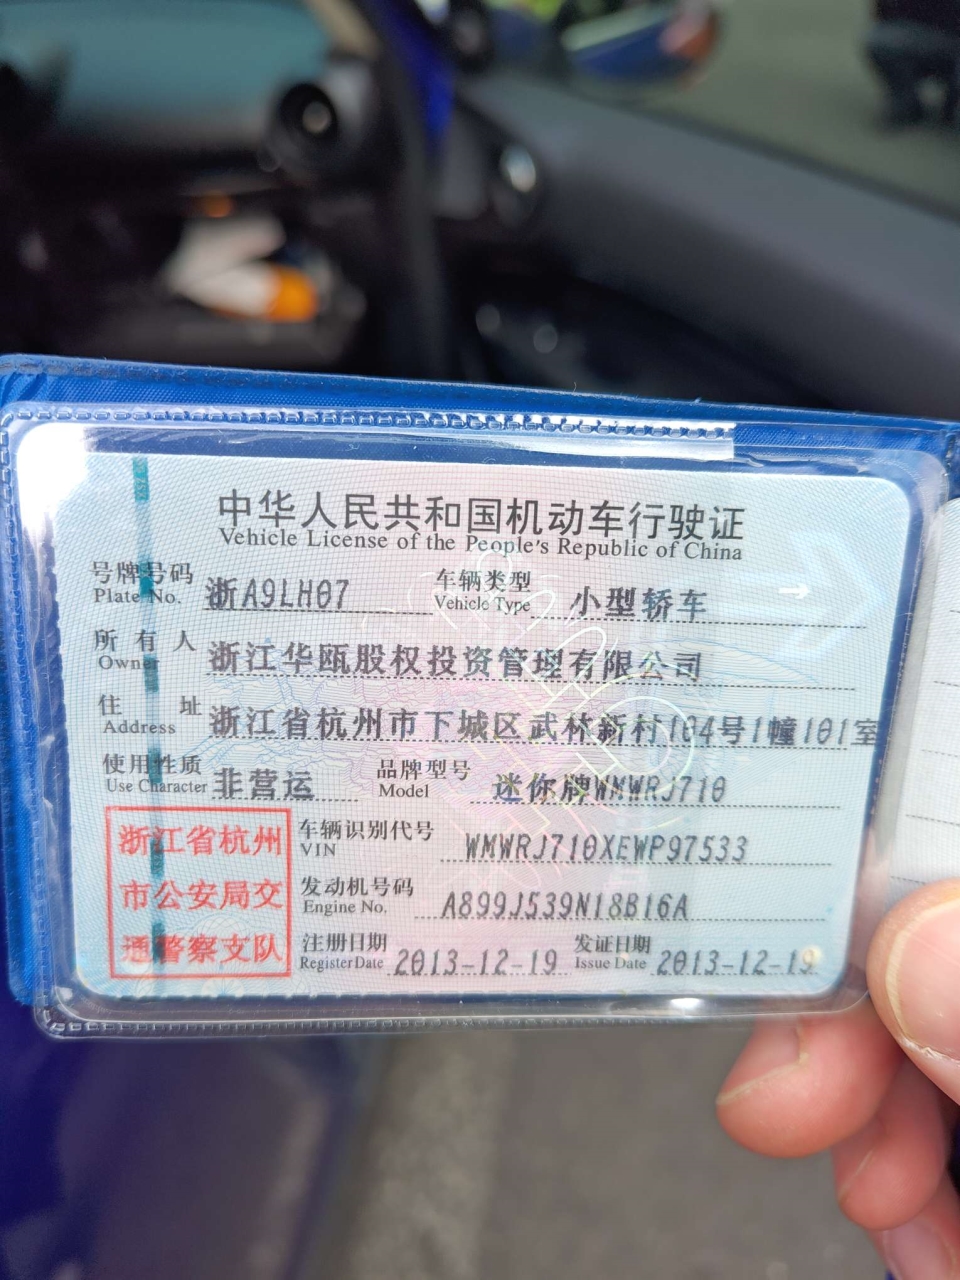 中华人民共和国机动车行驶证
Vehicle License of the People's Republic of China
号牌号码 浙A9LH07 车辆类型 小型轿车
Plate No. Vehicle Type
所有人 浙江华瓯股权投资管理有限公司
Owner
住址 浙江省杭州市下城区武林新村104号1幢101室
Address
使用性质 非营运 品牌型号 迷你牌WMWRJ710
Use Character Model
浙江省杭州 车辆识别代号 WMWRJ710XEWP97533
VIN
市公安局交 发动机号码 A899J539N18B16A
Engine No.
通警察支队 注册日期 2013-12-19 发证日期 2013-12-19
Register Date Issue Date